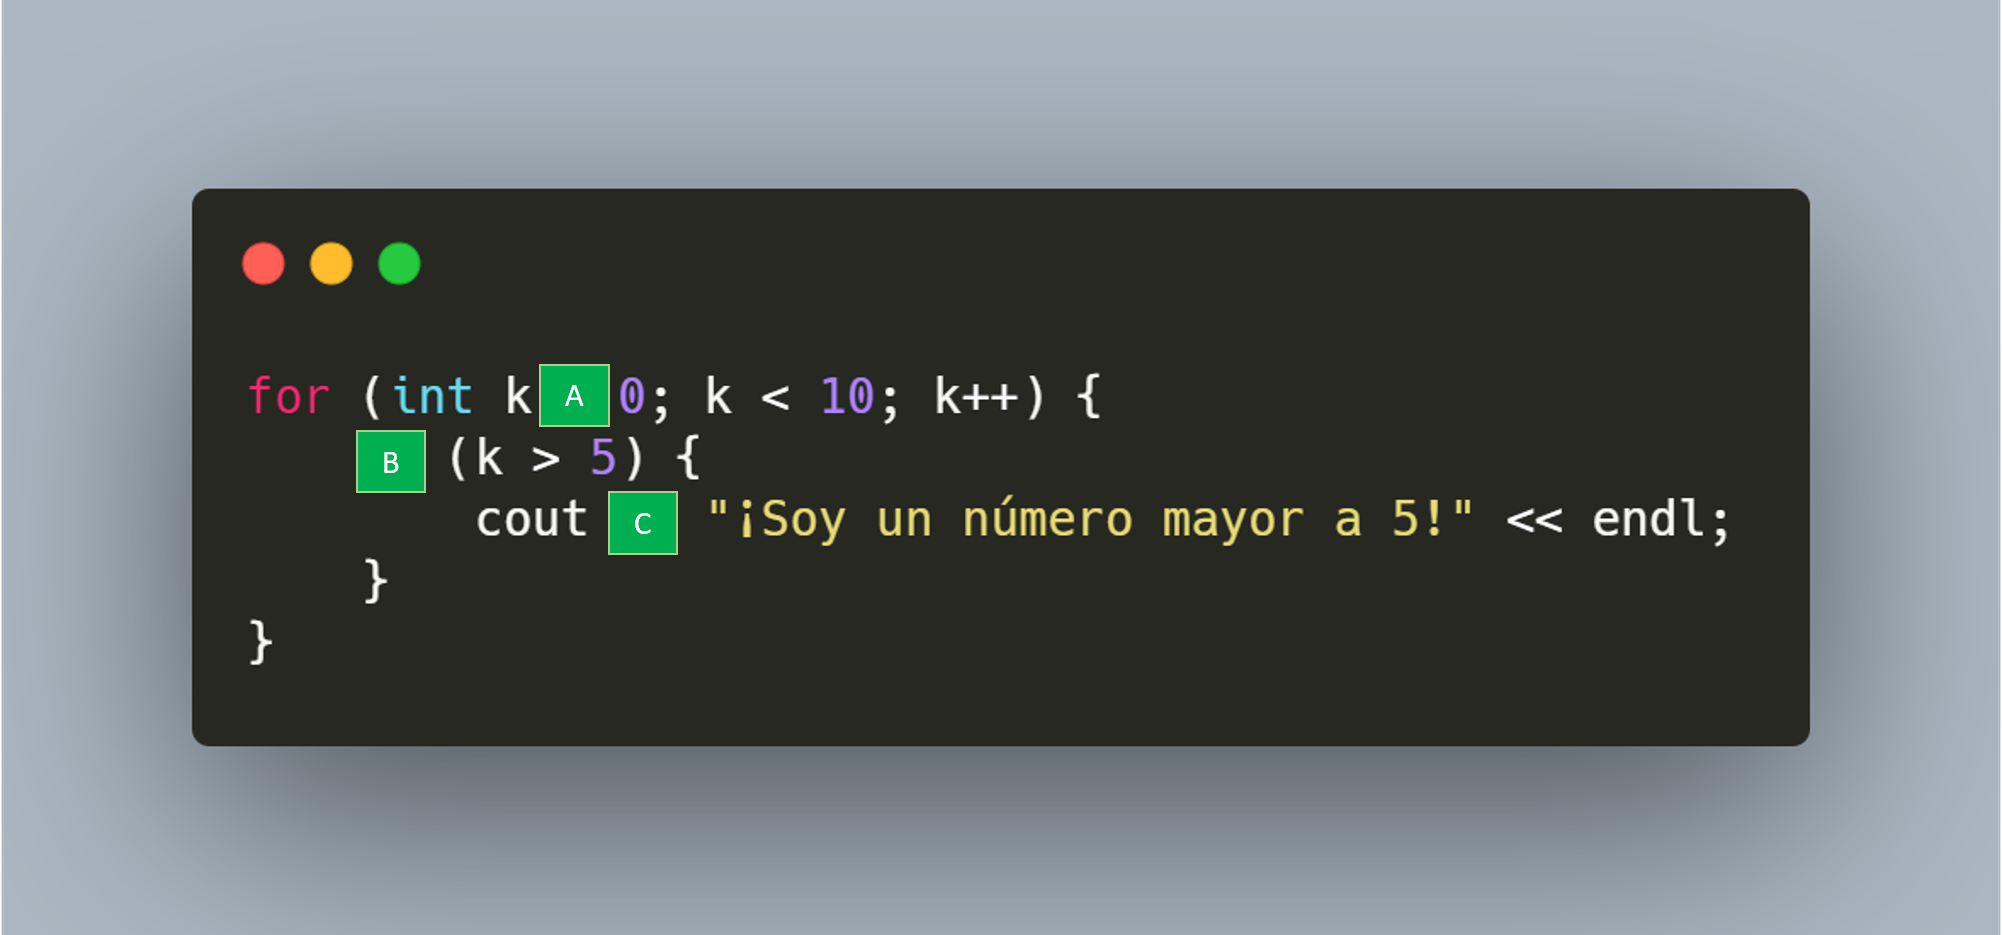 for (int k A 0; k < 10; k++) {
B (k > 5) {
cout C "¡Soy un número mayor a 5!" << endl;
}
}